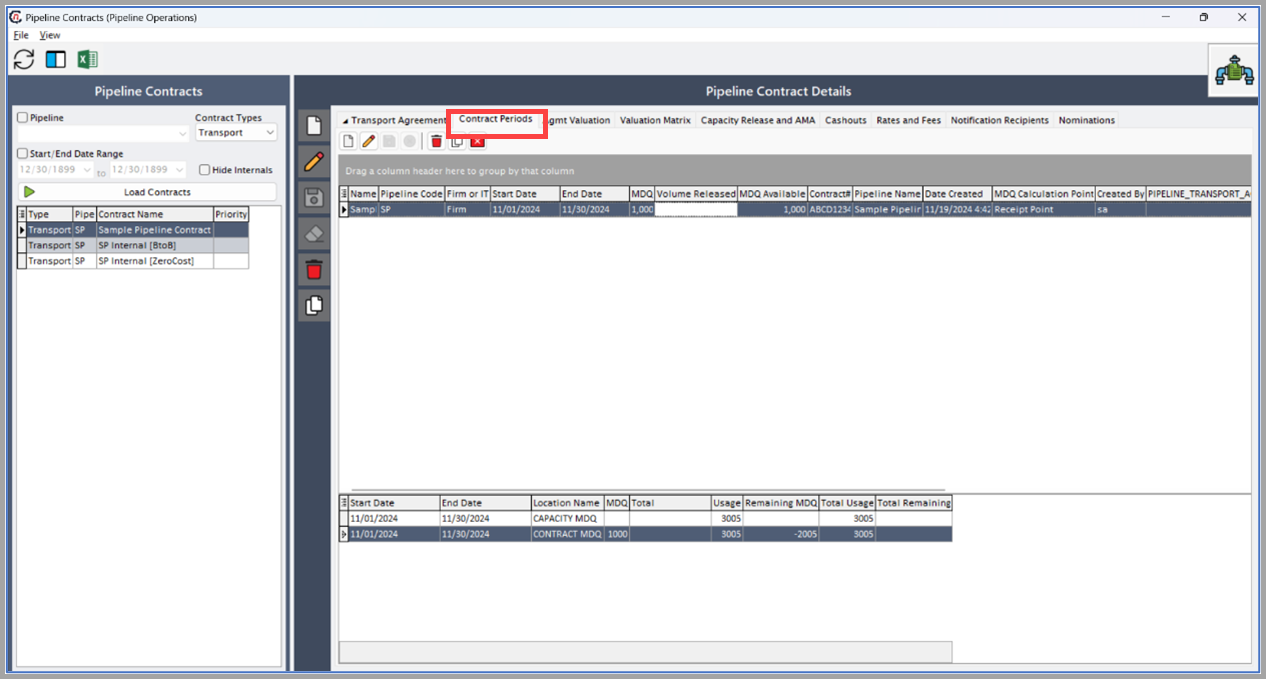 Pipeline Contracts (Pipeline Operations)
File View
Pipeline Contracts
Pipeline Contract Details
Pipeline
Contract Types
Transport
Start/End Date Range
12/30/1899 to 12/30/1899
Hide Internals
Load Contracts
Type Pipe Contract Name Priority
Transport SP Sample Pipeline Contract
Transport SP SP Internal [BtoB]
Transport SP SP Internal [ZeroCost]
Transport Agreement Contract Periods Valuation Valuation Matrix Capacity Release and AMA Cashouts Rates and Fees Notification Recipients Nominations
Drag a column header here to group by that column
Name Pipeline Code Firm or IT Start Date End Date MDQ Volume Released MDQ Available Contract# Pipeline Name Date Created MDQ Calculation Point Created By PIPELINE_TRANSPORT_A
Samp SP Firm 11/01/2024 11/30/2024 1,000 1,000 ABCD1234 Sample Pipelin 11/19/2024 4:42 Receipt Point sa
Start Date End Date Location Name MDQ Total Usage Remaining MDQ Total Usage Total Remaining
11/01/2024 11/30/2024 CAPACITY MDQ 3005 3005
11/01/2024 11/30/2024 CONTRACT MDQ 1000 3005 -2005 3005